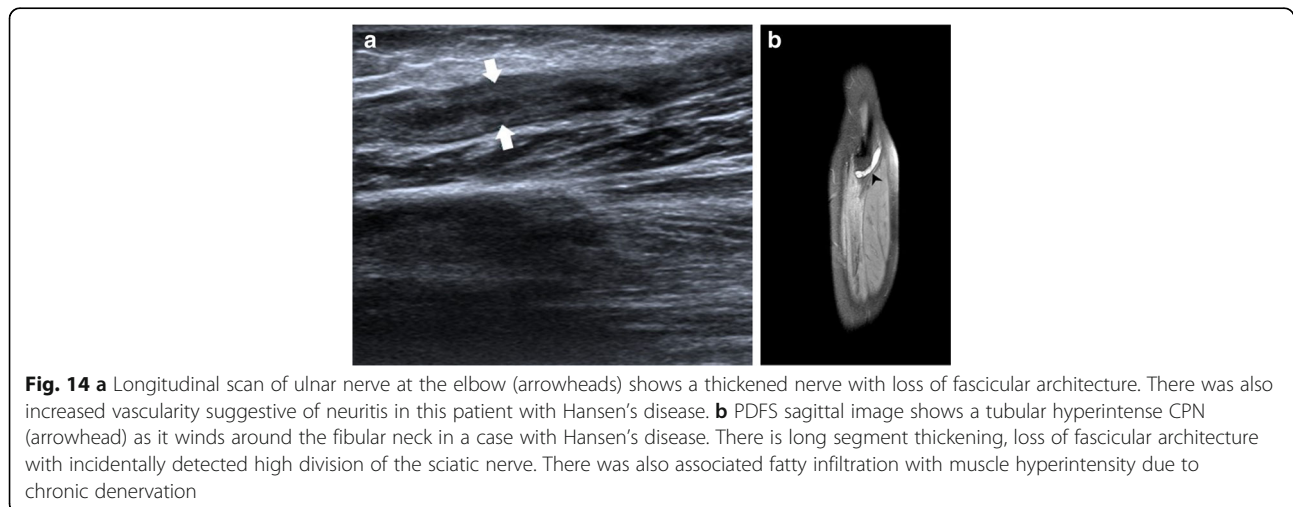 a
b
Fig. 14 a Longitudinal scan of ulnar nerve at the elbow (arrowheads) shows a thickened nerve with loss of fascicular architecture. There was also
increased vascularity suggestive of neuritis in this patient with Hansen's disease. b PDFS sagittal image shows a tubular hyperintense CPN
(arrowhead) as it winds around the fibular neck in a case with Hansen's disease. There is long segment thickening, loss of fascicular architecture
with incidentally detected high division of the sciatic nerve. There was also associated fatty infiltration with muscle hyperintensity due to
chronic denervation